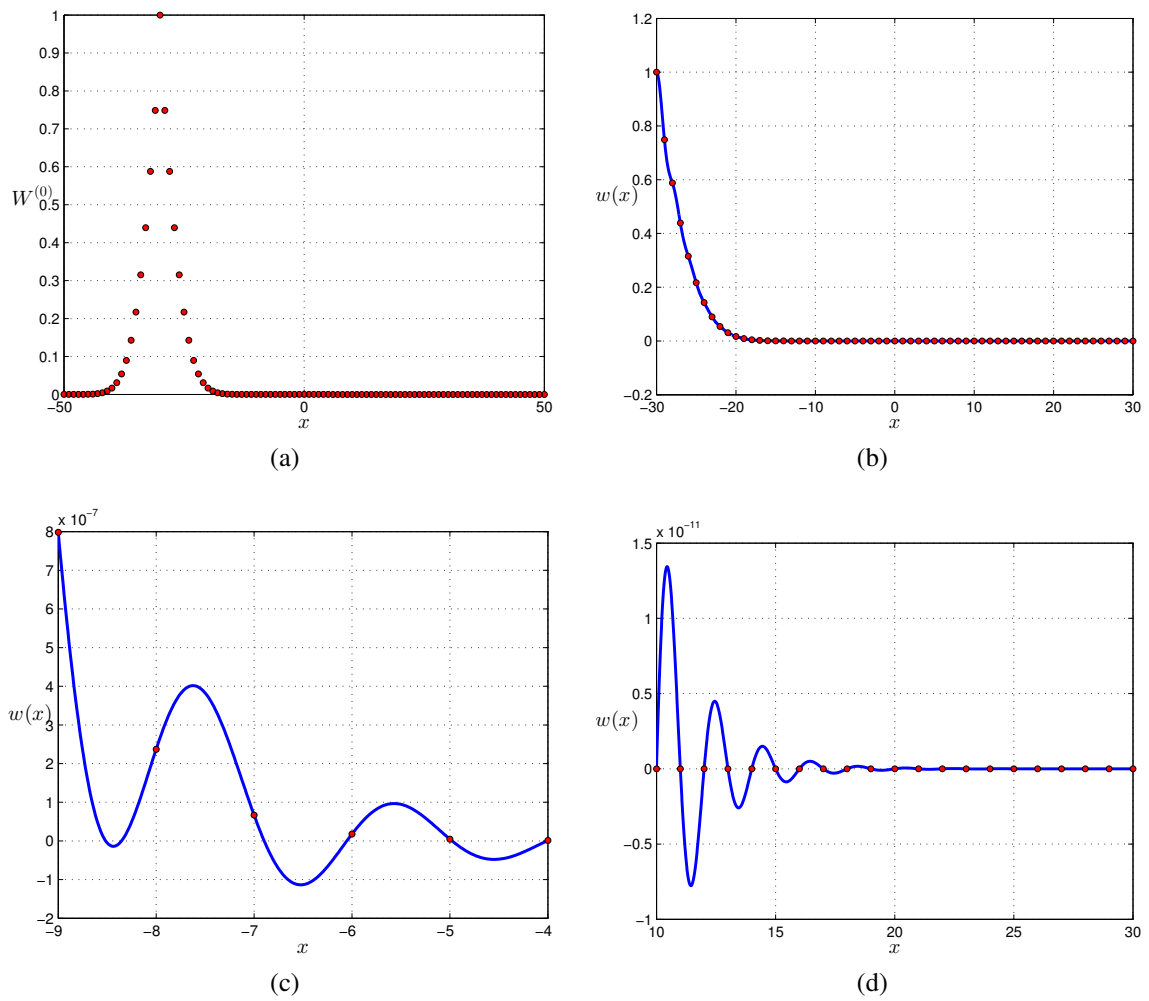 1
0.9
0.8
0.7
0.6
0.5
0.4
0.3
0.2
0.1
0
W^{(0)}
−50 0 50
x
(a)
1.2
1
0.8
0.6
0.4
0.2
0
−0.2
w(x)
−30 −20 −10 0 10 20 30
x
(b)
x 10^{−7}
8
7
6
5
4
3
2
1
0
−1
−2
w(x)
−9 −8 −7 −6 −5 −4
x
(c)
x 10^{−11}
1.5
1
0.5
0
−0.5
−1
w(x)
10 15 20 25 30
x
(d)